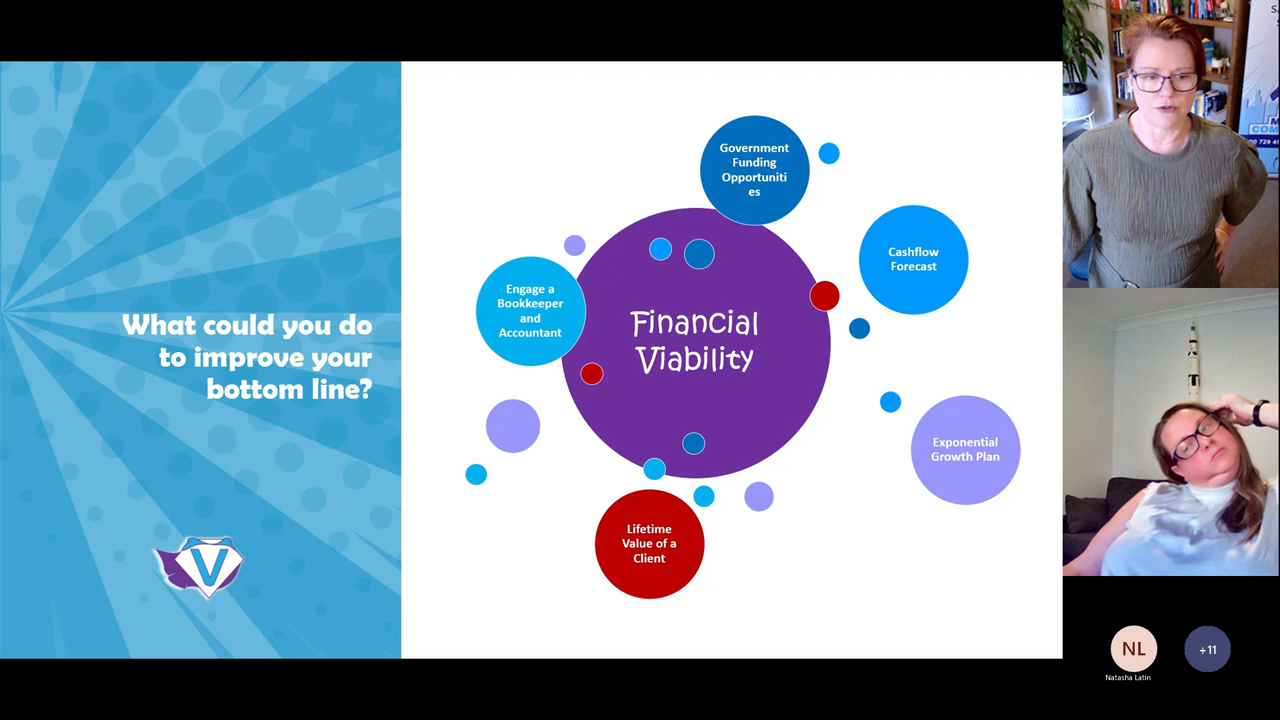 What could you do
to improve your
bottom line?
V
Government
Funding
Opportuniti
es
Cashflow
Forecast
Engage a
Bookkeeper
and
Accountant
Financial
Viability
Exponential
Growth Plan
Lifetime
Value of a
Client
NL
Natasha Latin
+11